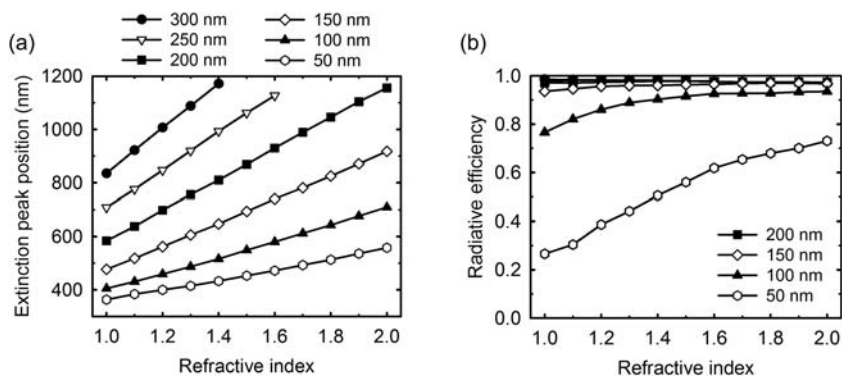 (a)
300 nm
250 nm
200 nm
150 nm
100 nm
50 nm
Extinction peak position (nm)
1200
1000
800
600
400
1.0 1.2 1.4 1.6 1.8 2.0
Refractive index
(b)
Radiative efficiency
1.0
0.8
0.6
0.4
0.2
0.0
200 nm
150 nm
100 nm
50 nm
1.0 1.2 1.4 1.6 1.8 2.0
Refractive index